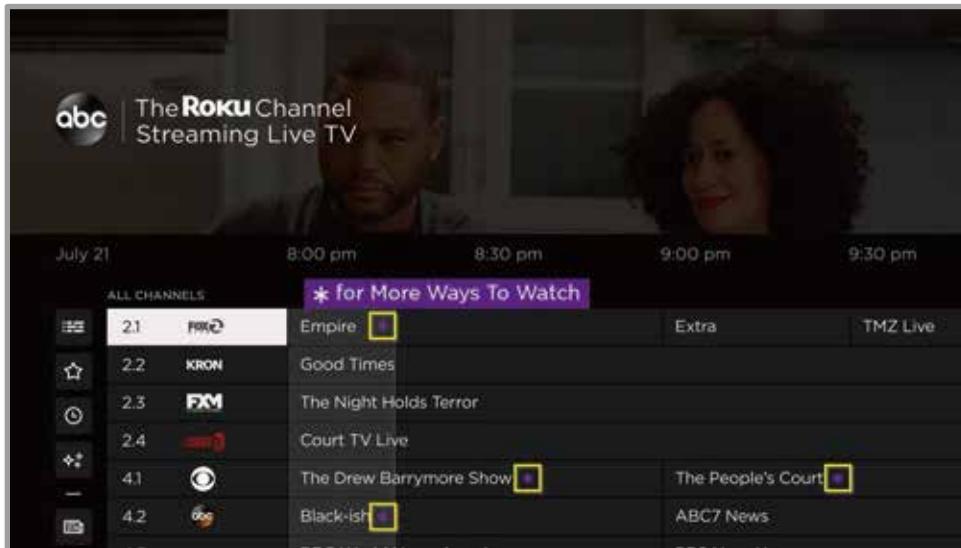 abc
The Roku Channel
Streaming Live TV
July 21 8:00 pm 8:30 pm 9:00 pm 9:30 pm
ALL CHANNELS
* for More Ways To Watch
2.1 FOX 2 Empire Extra TMZ Live
2.2 KRON Good Times
2.3 FXM The Night Holds Terror
2.4 Court TV Live
4.1 The Drew Barrymore Show The People's Court
4.2 abc Black-ish ABC7 News